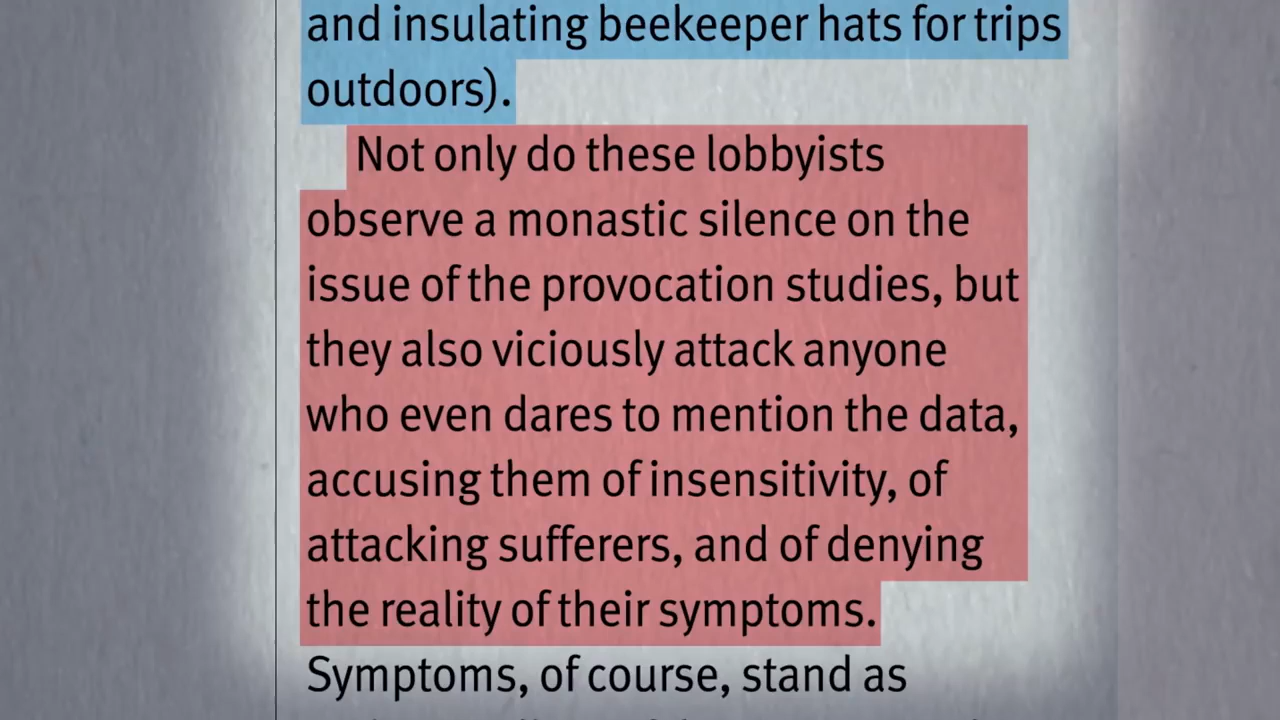 and insulating beekeeper hats for trips
outdoors).
Not only do these lobbyists
observe a monastic silence on the
issue of the provocation studies, but
they also viciously attack anyone
who even dares to mention the data,
accusing them of insensitivity, of
attacking sufferers, and of denying
the reality of their symptoms.
Symptoms, of course, stand as